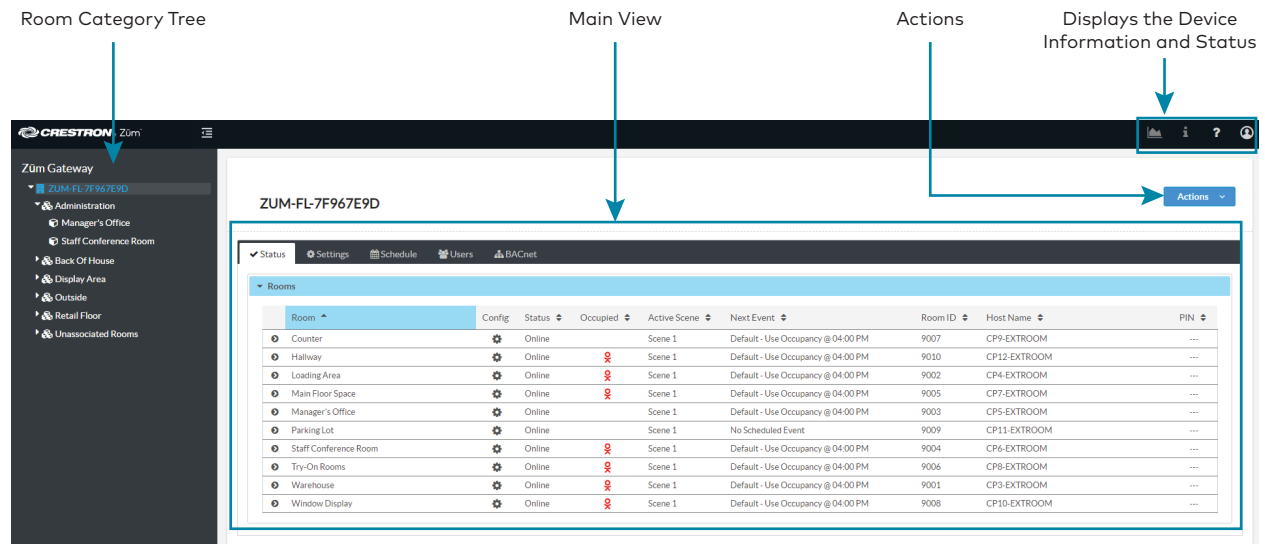 Room Category Tree
Main View
Actions
Displays the Device
Information and Status
CRESTRON Züm
Züm Gateway
ZUM-FL-7F967E9D
Administration
Manager's Office
Staff Conference Room
Back Of House
Display Area
Outside
Retail Floor
Unassociated Rooms
ZUM-FL-7F967E9D
Actions
Status Settings Schedule Users BACnet
Rooms
Room Config Status Occupied Active Scene Next Event Room ID Host Name PIN
Counter Online Scene 1 Default - Use Occupancy @ 04:00 PM 9007 CP9-EXTROOM ---
Hallway Online Scene 1 Default - Use Occupancy @ 04:00 PM 9010 CP12-EXTROOM ---
Loading Area Online Scene 1 Default - Use Occupancy @ 04:00 PM 9002 CP4-EXTROOM ---
Main Floor Space Online Scene 1 Default - Use Occupancy @ 04:00 PM 9005 CP7-EXTROOM ---
Manager's Office Online Scene 1 Default - Use Occupancy @ 04:00 PM 9003 CP5-EXTROOM ---
Parking Lot Online Scene 1 No Scheduled Event 9009 CP11-EXTROOM ---
Staff Conference Room Online Scene 1 Default - Use Occupancy @ 04:00 PM 9004 CP6-EXTROOM ---
Try-On Rooms Online Scene 1 Default - Use Occupancy @ 04:00 PM 9006 CP8-EXTROOM ---
Warehouse Online Scene 1 Default - Use Occupancy @ 04:00 PM 9001 CP3-EXTROOM ---
Window Display Online Scene 1 Default - Use Occupancy @ 04:00 PM 9008 CP10-EXTROOM ---